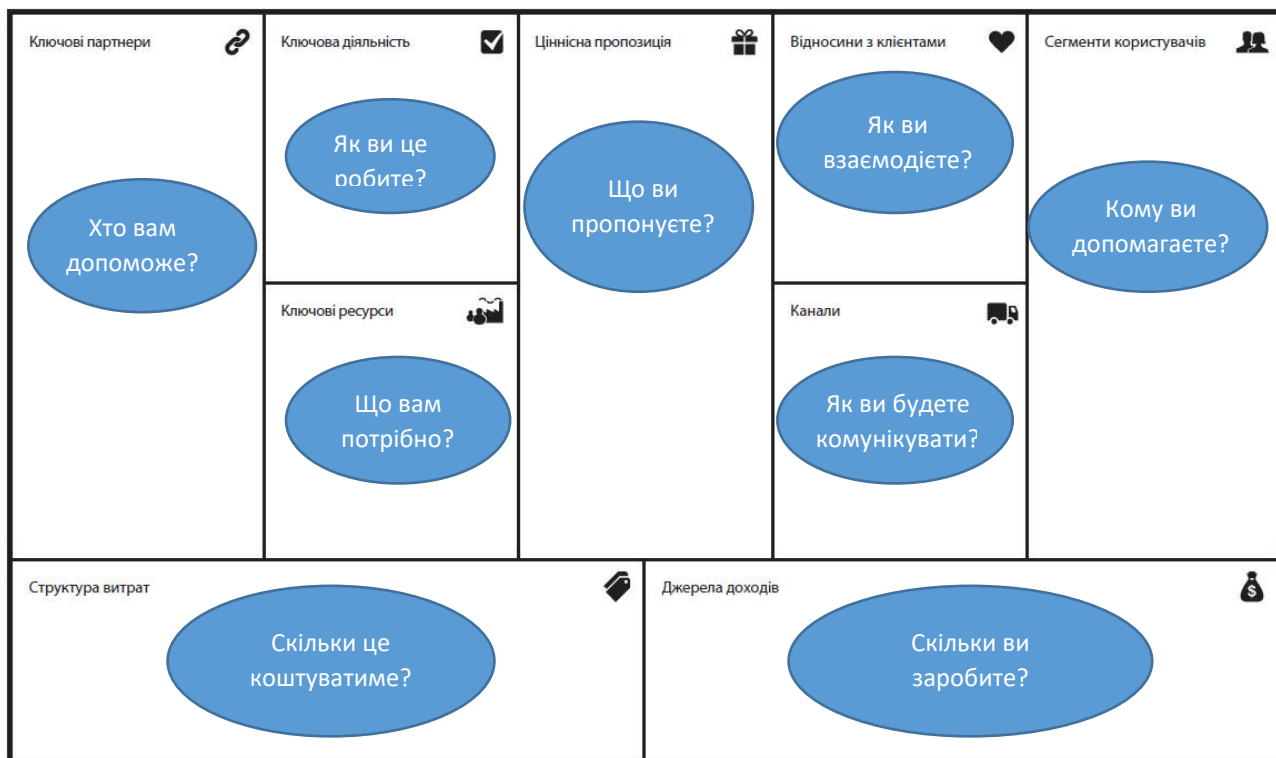 Ключові партнери
Хто вам
допоможе?
Ключова діяльність
Як ви це
робите?
Ключові ресурси
Що вам
потрібно?
Ціннісна пропозиція
Що ви
пропонуєте?
Відносини з клієнтами
Як ви
взаємодієте?
Канали
Як ви будете
комунікувати?
Сегменти користувачів
Кому ви
допомагаєте?
Структура витрат
Скільки це
коштуватиме?
Джерела доходів
$
Скільки ви
заробите?